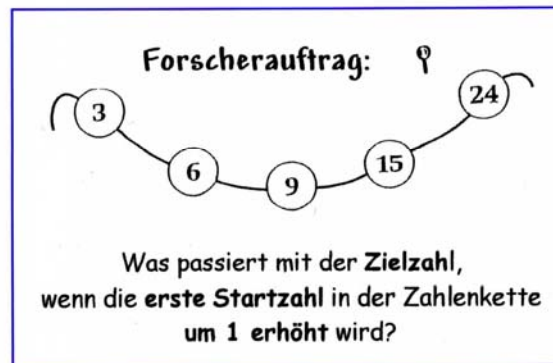 Forscherauftrag:
3 6 9 15 24
Was passiert mit der Zielzahl,
wenn die erste Startzahl in der Zahlenkette
um 1 erhöht wird?